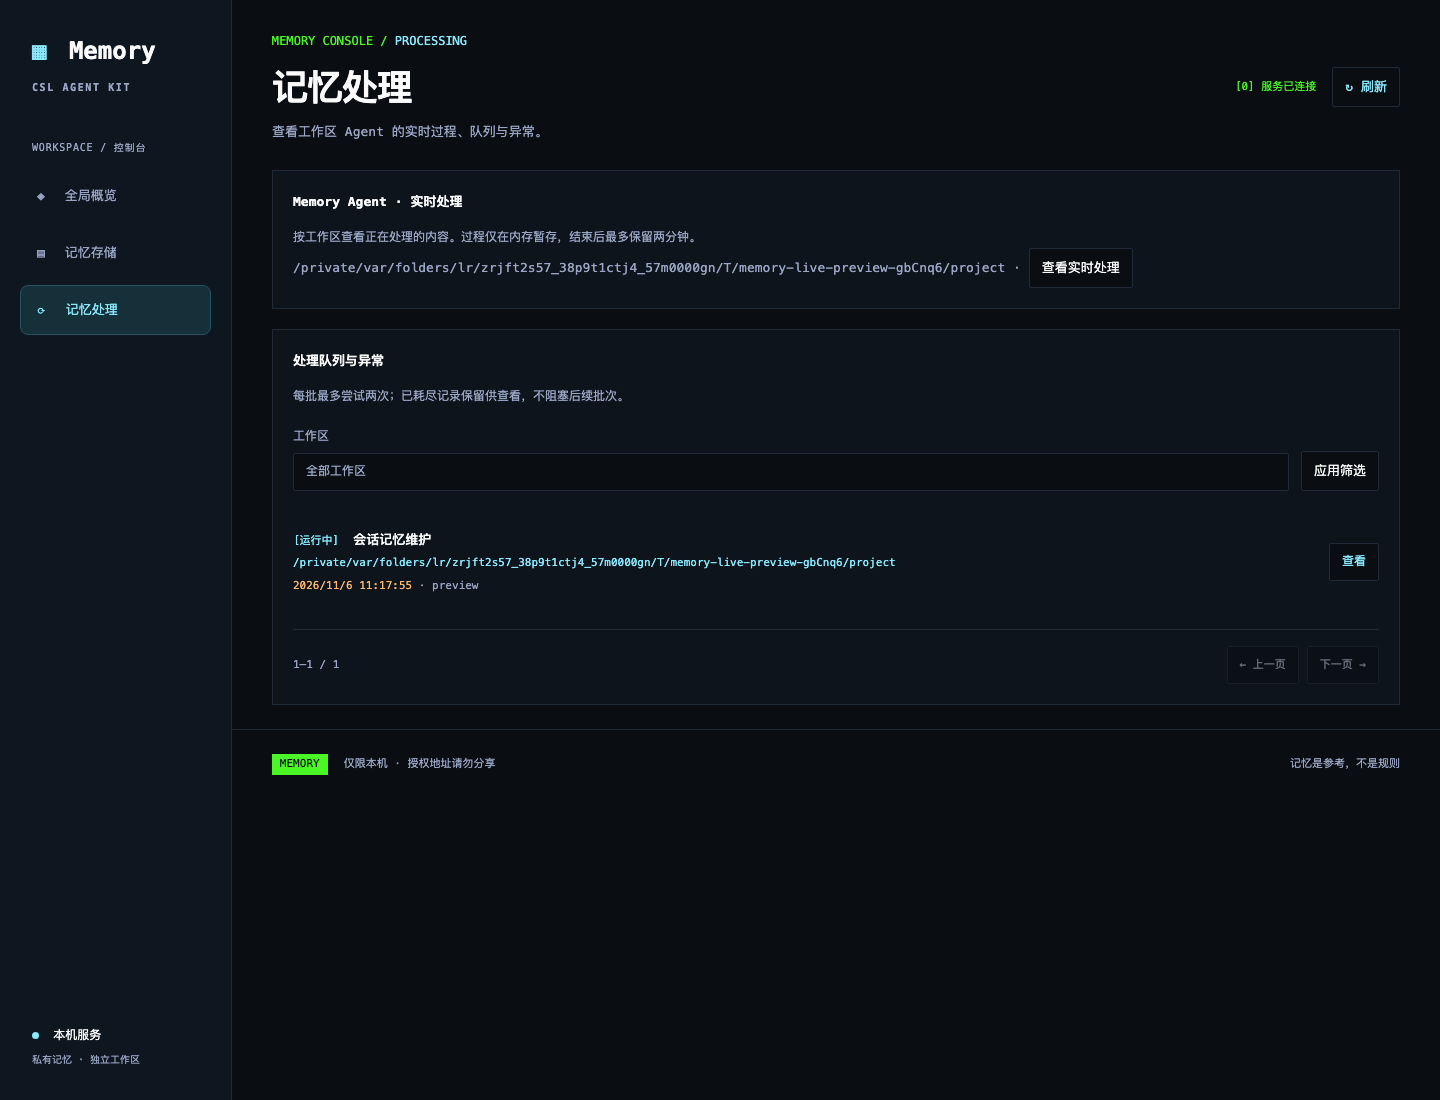 Memory
CSL AGENT KIT
WORKSPACE / 控制台
全局概览
记忆存储
记忆处理
本机服务
私有记忆 · 独立工作区
MEMORY CONSOLE / PROCESSING
记忆处理
[0] 服务已连接
↻ 刷新
查看工作区 Agent 的实时过程、队列与异常。
Memory Agent · 实时处理
按工作区查看正在处理的内容。过程仅在内存暂存，结束后最多保留两分钟。
/private/var/folders/lr/zrjft2s57_38p9t1ctj4_57m0000gn/T/memory-live-preview-gbCnq6/project · 查看实时处理
处理队列与异常
每批最多尝试两次；已耗尽记录保留供查看，不阻塞后续批次。
工作区
全部工作区
应用筛选
[运行中] 会话记忆维护
/private/var/folders/lr/zrjft2s57_38p9t1ctj4_57m0000gn/T/memory-live-preview-gbCnq6/project
2026/11/6 11:17:55 · preview
查看
1—1 / 1
← 上一页
下一页 →
MEMORY
仅限本机 · 授权地址请勿分享
记忆是参考，不是规则